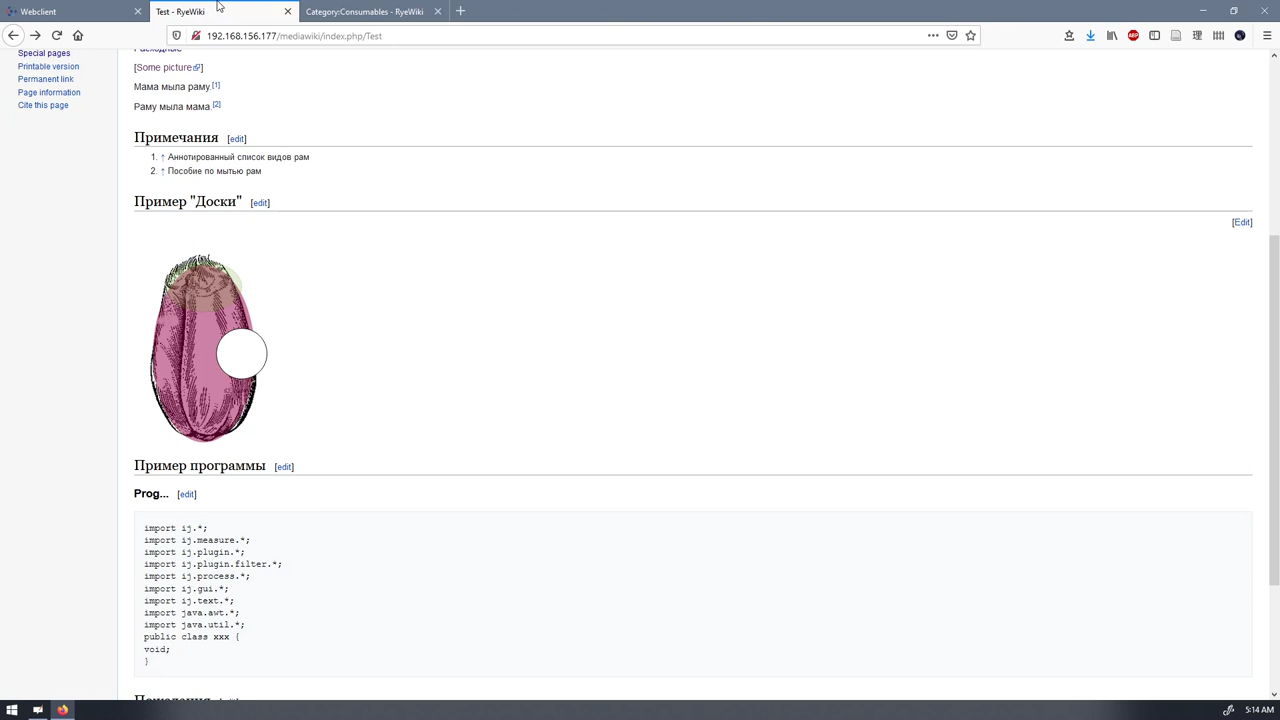 Webclient
Test - RyeWiki
Category:Consumables - RyeWiki
192.168.156.177/mediawiki/index.php/Test
Special pages
Printable version
Permanent link
Page information
Cite this page
[Some picture]
Мама мыла раму.[1]
Раму мыла мама.[2]
Примечания [edit]
1. ↑ Аннотированный список видов рам
2. ↑ Пособие по мытью рам
Пример "Доски" [edit]
[Edit]
Пример программы [edit]
Prog... [edit]
import ij.*;
import ij.measure.*;
import ij.plugin.*;
import ij.plugin.filter.*;
import ij.process.*;
import ij.gui.*;
import ij.text.*;
import java.awt.*;
import java.util.*;
public class xxx {
void;
}
5:14 AM